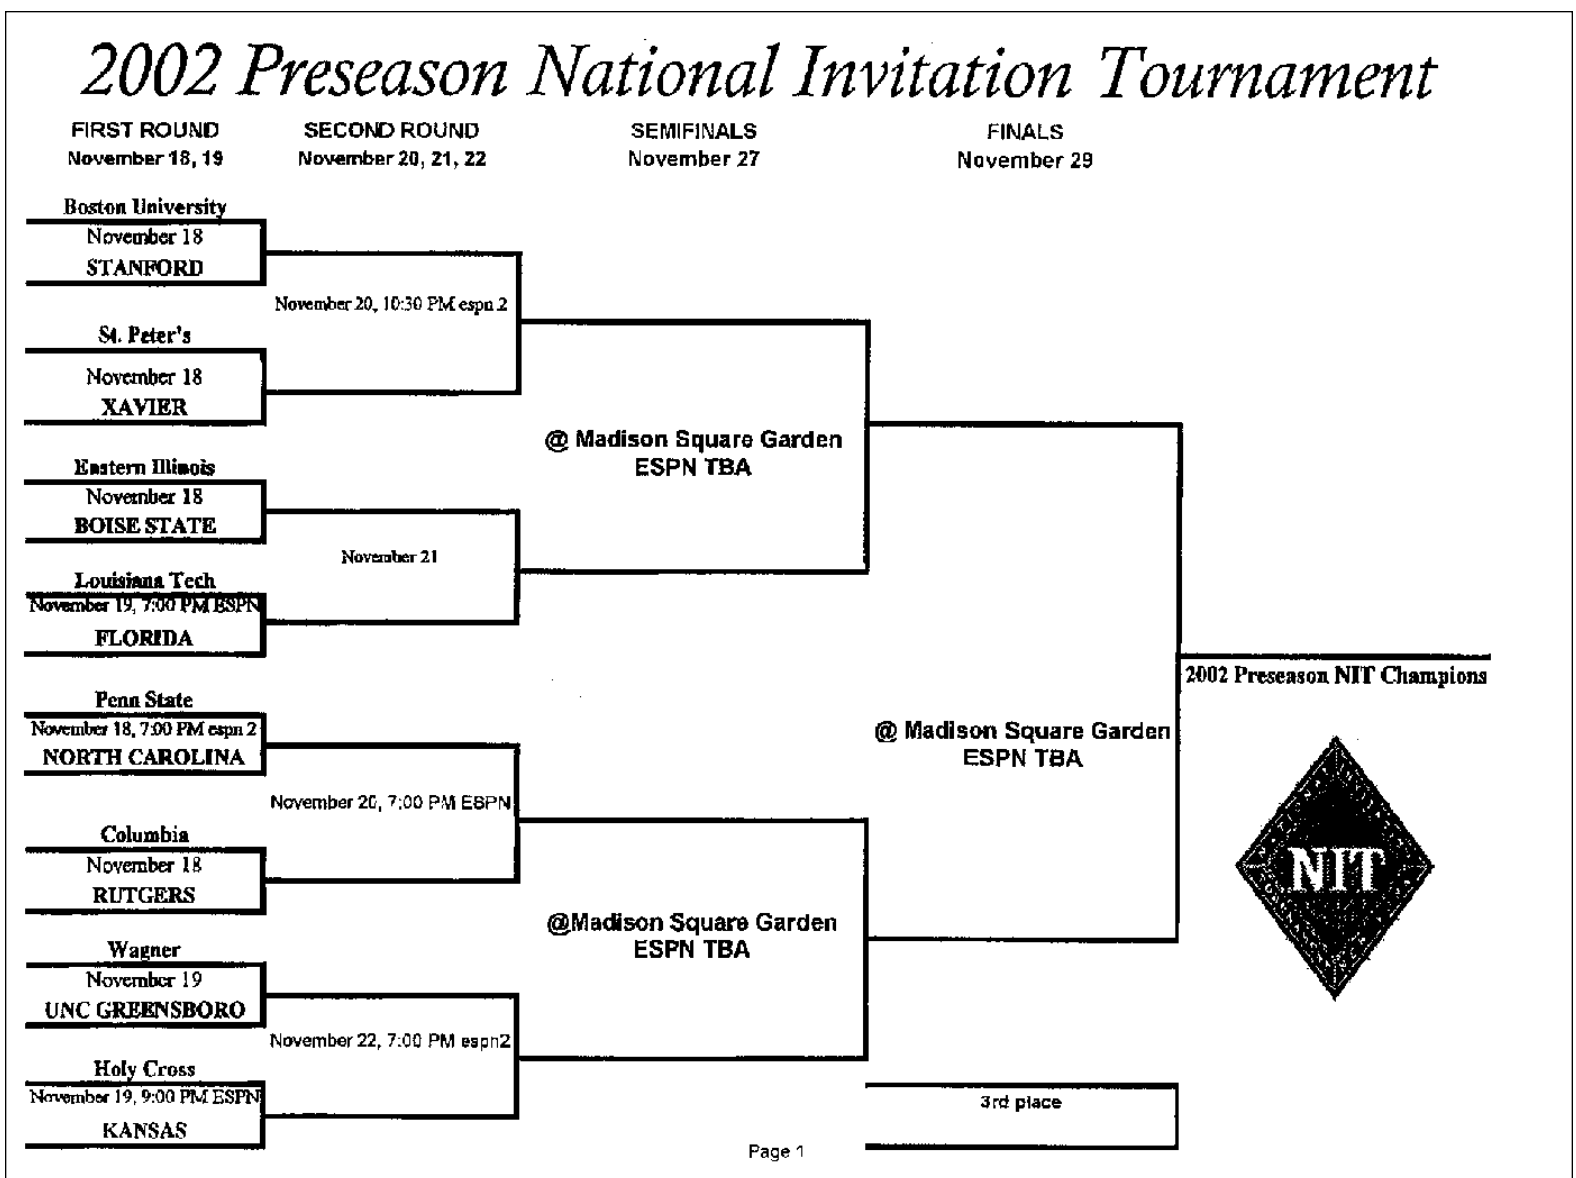 2002 Preseason National Invitation Tournament
FIRST ROUND
November 18, 19
SECOND ROUND
November 20, 21, 22
SEMIFINALS
November 27
FINALS
November 29
Boston University
November 18
STANFORD
November 20, 10:30 PM espn 2
St. Peter's
November 18
XAVIER
@ Madison Square Garden
ESPN TBA
Eastern Illinois
November 18
BOISE STATE
November 21
Louisiana Tech
November 19, 7:00 PM ESPN
FLORIDA
2002 Preseason NIT Champions
@ Madison Square Garden
ESPN TBA
Penn State
November 18, 7:00 PM espn 2
NORTH CAROLINA
November 20, 7:00 PM ESPN
Columbia
November 18
RUTGERS
NIT
@Madison Square Garden
ESPN TBA
Wagner
November 19
UNC GREENSBORO
November 22, 7:00 PM espn2
Holy Cross
November 19, 9:00 PM ESPN
KANSAS
3rd place
Page 1